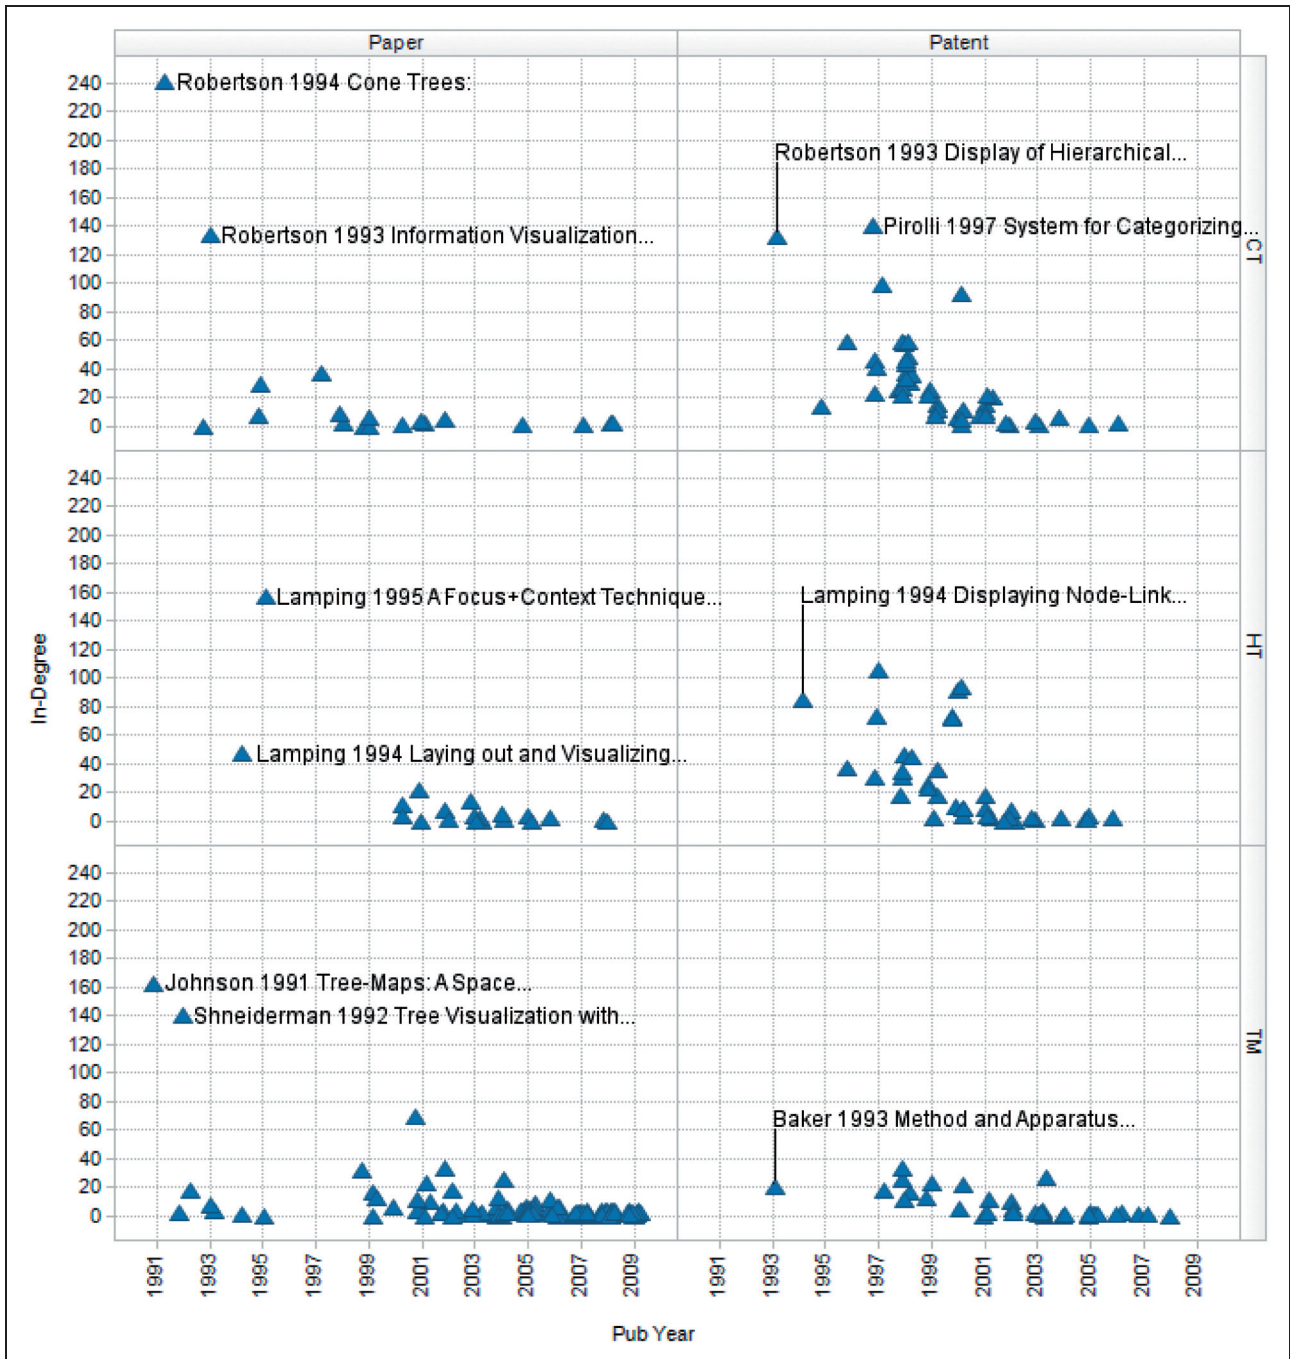 Paper Patent
240
220
200
180
160
140
120
100
80
60
40
20
0
Robertson 1994 Cone Trees:
Robertson 1993 Information Visualization...
Robertson 1993 Display of Hierarchical...
Pirolli 1997 System for Categorizing...
CT
240
220
200
180
160
140
120
100
80
60
40
20
0
Lamping 1995 A Focus+Context Technique...
Lamping 1994 Laying out and Visualizing...
Lamping 1994 Displaying Node-Link...
HT
In-Degree
240
220
200
180
160
140
120
100
80
60
40
20
0
Johnson 1991 Tree-Maps: A Space...
Shneiderman 1992 Tree Visualization with...
Baker 1993 Method and Apparatus...
TM
1991 1993 1995 1997 1999 2001 2003 2005 2007 2009 1991 1993 1995 1997 1999 2001 2003 2005 2007 2009
Pub Year